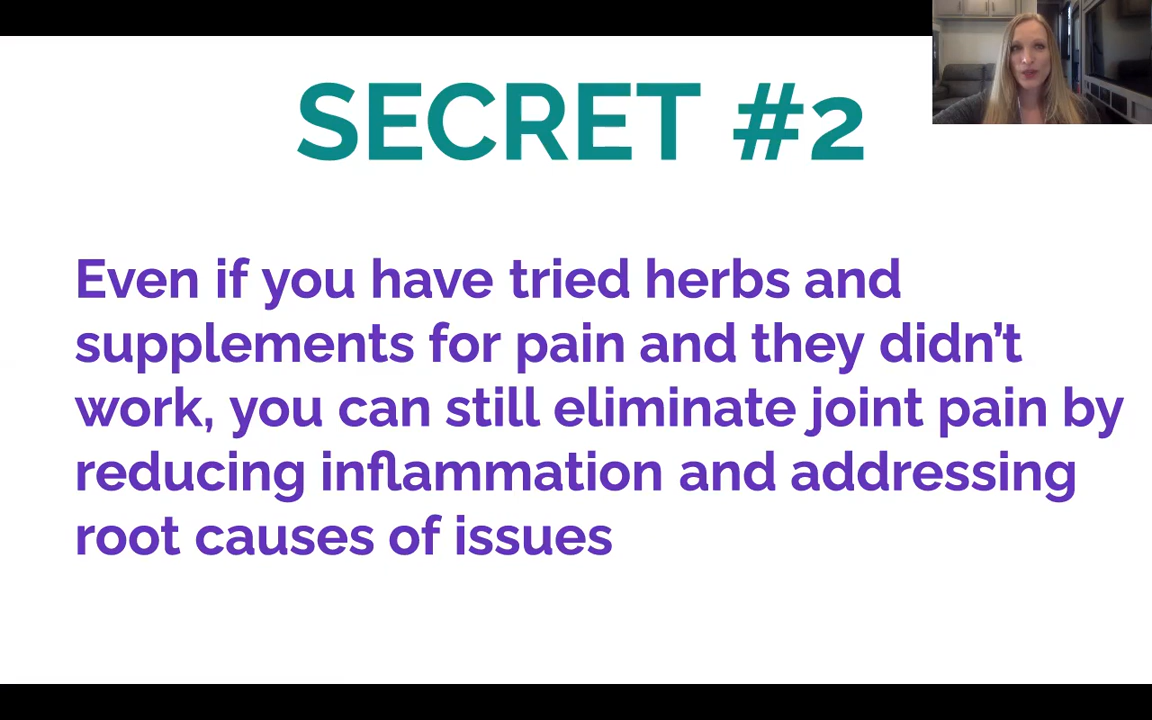 SECRET #2
Even if you have tried herbs and
supplements for pain and they didn’t
work, you can still eliminate joint pain by
reducing inflammation and addressing
root causes of issues